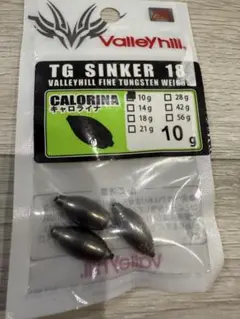 Valleyhill
TG SINKER 18
VALLEYHILL FINE TUNGSTEN WEIGHT
CALORINA
キャロライナ
■10g □28g
□14g □42g
□18g □56g
□21g
10g
Valleyhill